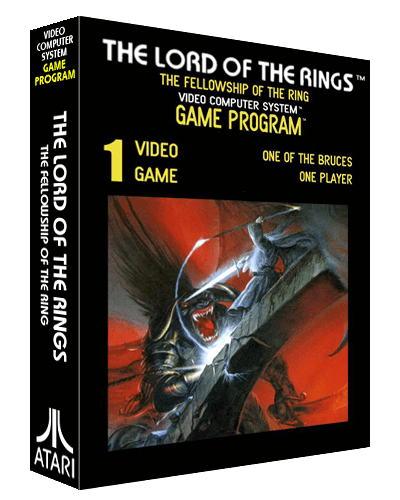 VIDEO
COMPUTER
SYSTEM
GAME
PROGRAM
THE LORD OF THE RINGS
THE FELLOWSHIP OF THE RING
ATARI
THE LORD OF THE RINGS™
THE FELLOWSHIP OF THE RING
VIDEO COMPUTER SYSTEM™
GAME PROGRAM™
1 VIDEO GAME
ONE OF THE BRUCES
ONE PLAYER